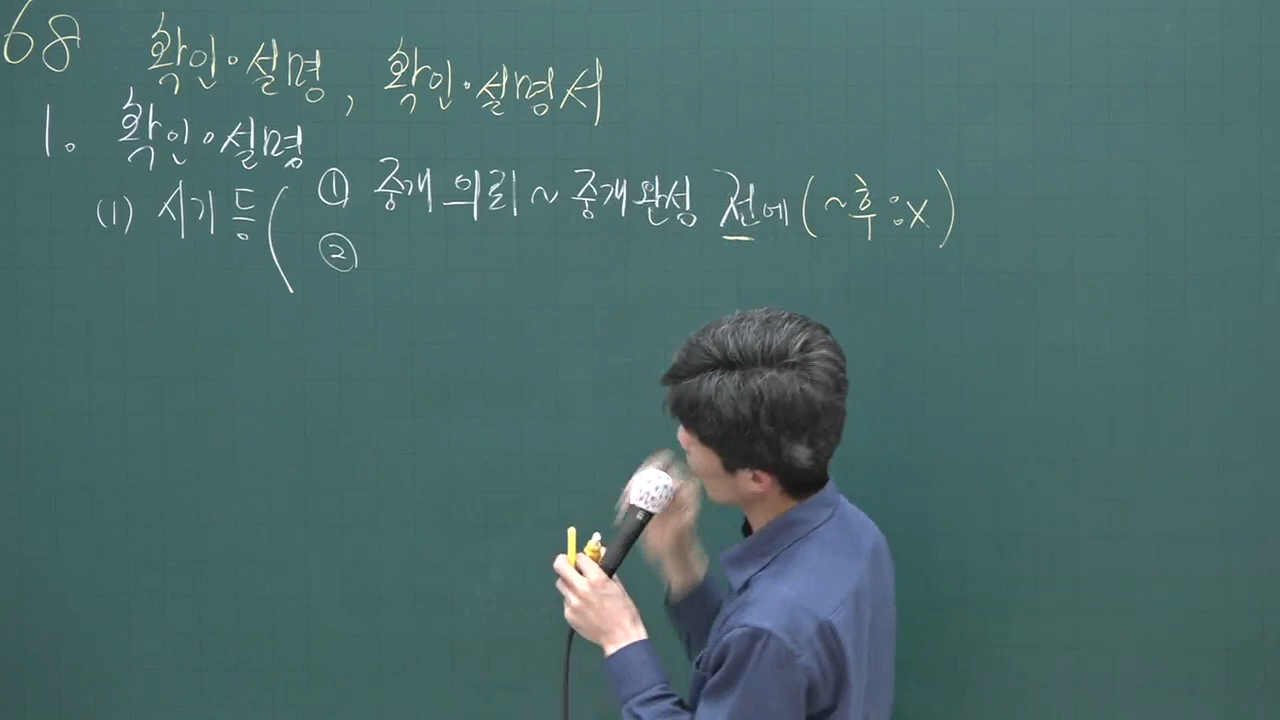 68 확인·설명, 확인·설명서
1. 확인·설명
(1) 시기 등 ( ① 중개의뢰 ~ 중개완성 전에 (~후 : x)
②